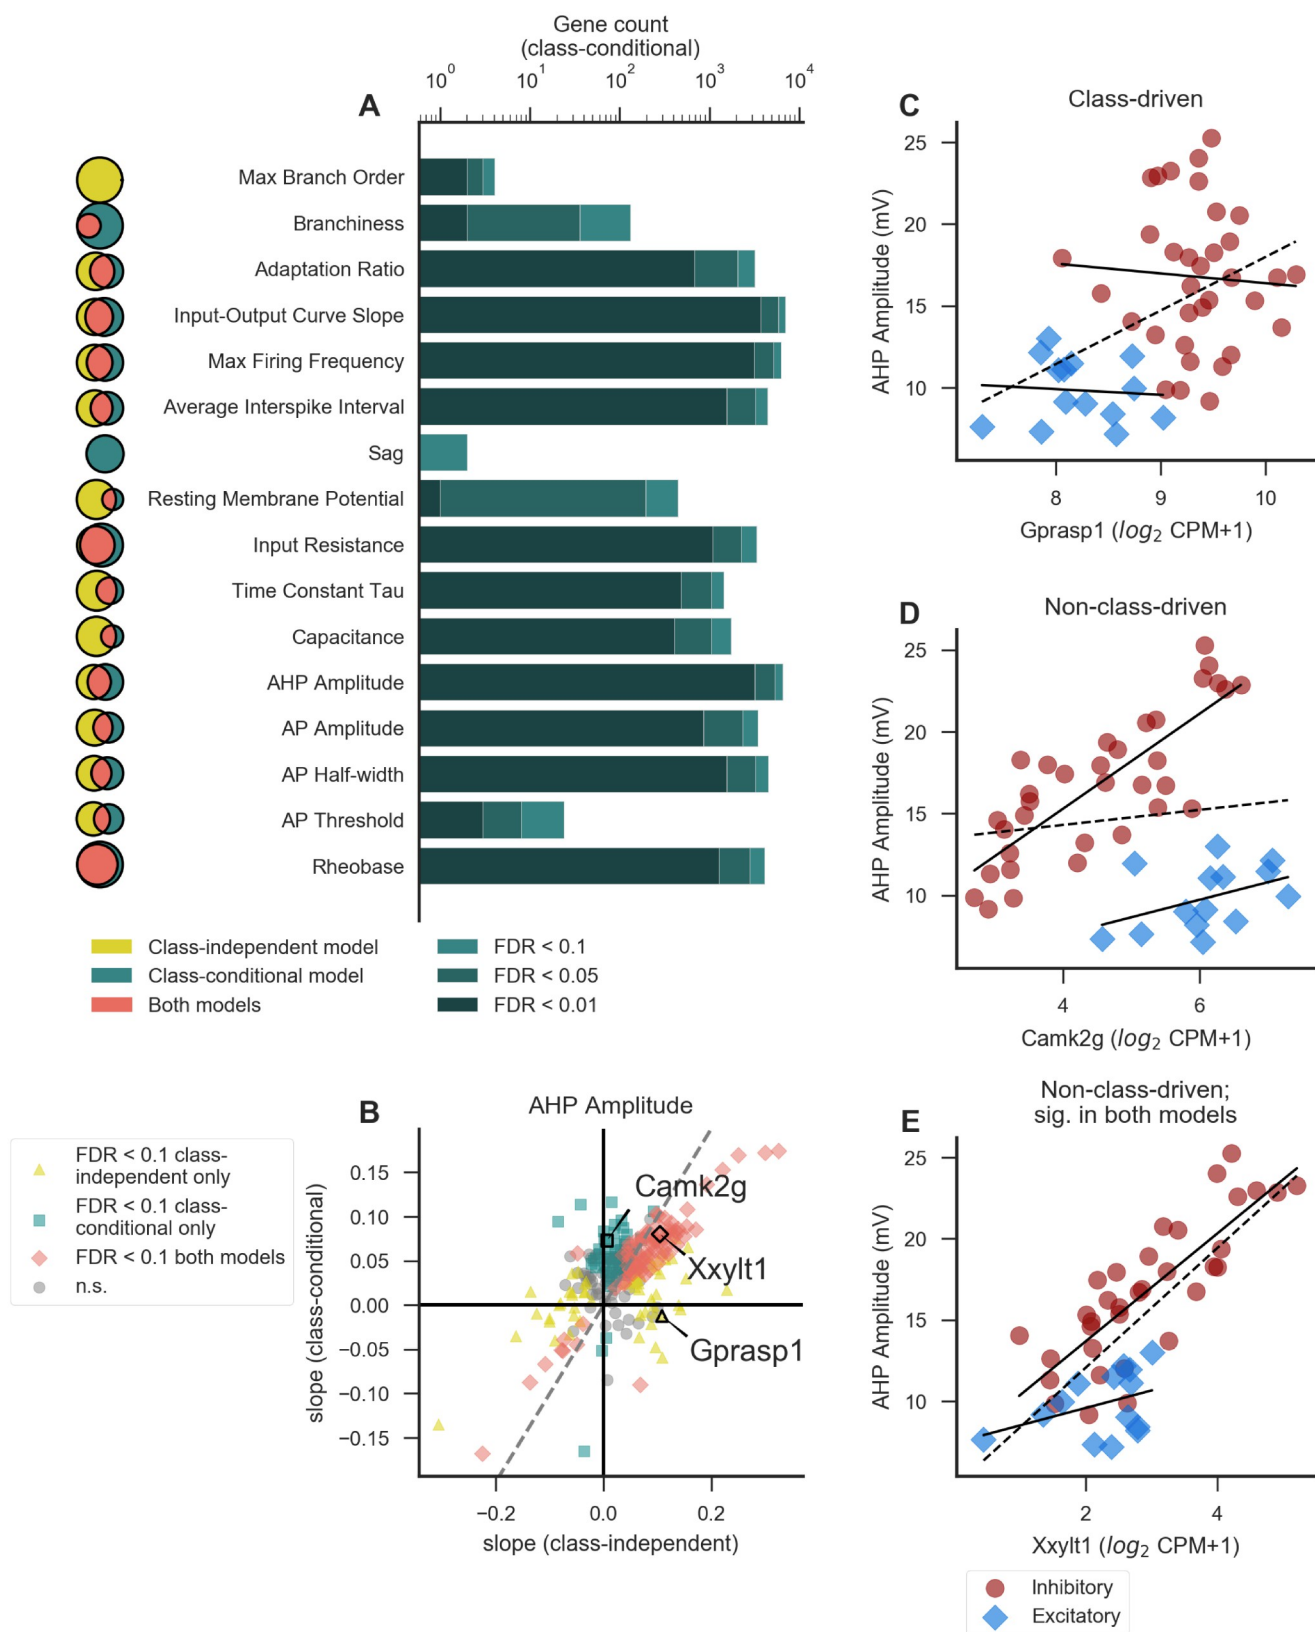 Gene count
(class-conditional)
10^0 10^1 10^2 10^3 10^4
A
Max Branch Order
Branchiness
Adaptation Ratio
Input-Output Curve Slope
Max Firing Frequency
Average Interspike Interval
Sag
Resting Membrane Potential
Input Resistance
Time Constant Tau
Capacitance
AHP Amplitude
AP Amplitude
AP Half-width
AP Threshold
Rheobase
Class-independent model
Class-conditional model
Both models
FDR < 0.1
FDR < 0.05
FDR < 0.01
B
AHP Amplitude
FDR < 0.1 class-
independent only
FDR < 0.1 class-
conditional only
FDR < 0.1 both models
n.s.
slope (class-conditional)
0.15
0.10
0.05
0.00
−0.05
−0.10
−0.15
Camk2g
Xxylt1
Gprasp1
−0.2 0.0 0.2
slope (class-independent)
C
Class-driven
AHP Amplitude (mV)
25
20
15
10
8 9 10
Gprasp1 (log2 CPM+1)
D
Non-class-driven
AHP Amplitude (mV)
25
20
15
10
4 6
Camk2g (log2 CPM+1)
E
Non-class-driven;
sig. in both models
AHP Amplitude (mV)
25
20
15
10
2 4
Xxylt1 (log2 CPM+1)
Inhibitory
Excitatory